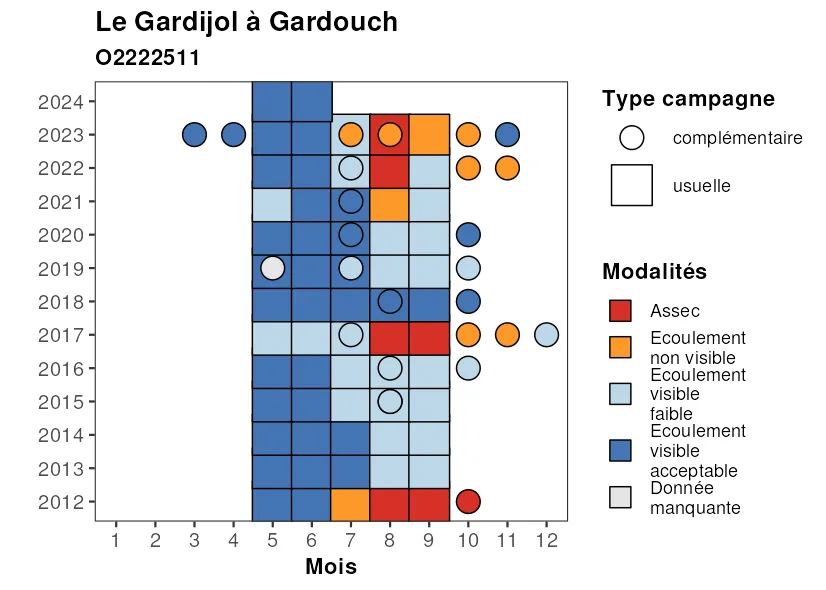 Le Gardijol à Gardouch
O2222511
2024
2023
2022
2021
2020
2019
2018
2017
2016
2015
2014
2013
2012
1 2 3 4 5 6 7 8 9 10 11 12
Mois
Type campagne
complémentaire
usuelle
Modalités
Assec
Ecoulement
non visible
Ecoulement
visible
faible
Ecoulement
visible
acceptable
Donnée
manquante